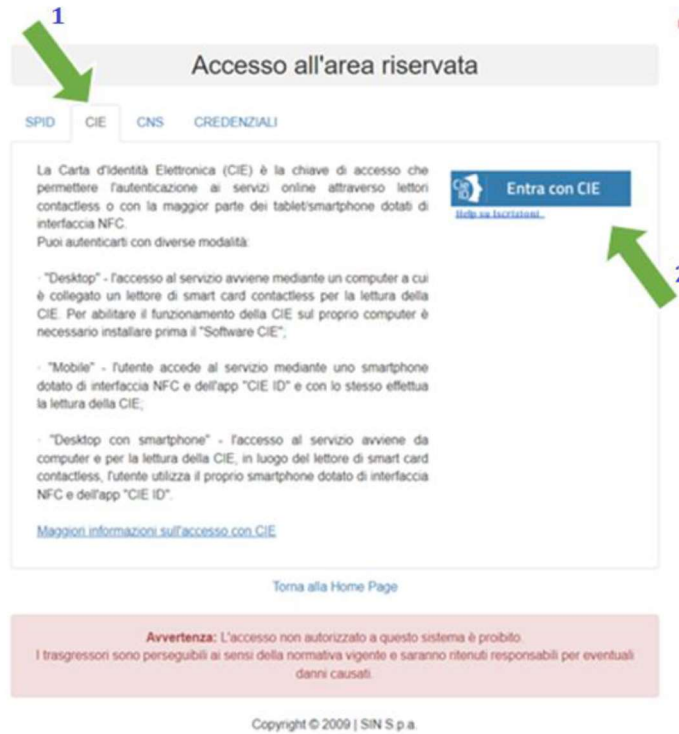 1
Accesso all'area riservata
SPID CIE CNS CREDENZIALI
La Carta d'Identità Elettronica (CIE) è la chiave di accesso che
permettere l'autenticazione ai servizi online attraverso lettori
contactless o con la maggior parte dei tablet/smartphone dotati di
interfaccia NFC.
Puoi autenticarti con diverse modalità:
· "Desktop" - l'accesso al servizio avviene mediante un computer a cui
è collegato un lettore di smart card contactless per la lettura della
CIE. Per abilitare il funzionamento della CIE sul proprio computer è
necessario installare prima il "Software CIE";
· "Mobile" - l'utente accede al servizio mediante uno smartphone
dotato di interfaccia NFC e dell'app "CIE ID" e con lo stesso effettua
la lettura della CIE;
· "Desktop con smartphone" - l'accesso al servizio avviene da
computer e per la lettura della CIE, in luogo del lettore di smart card
contactless, l'utente utilizza il proprio smartphone dotato di interfaccia
NFC e dell'app "CIE ID".
Maggiori informazioni sull'accesso con CIE
Cie ID Entra con CIE
Help su Iscrizioni
2
Torna alla Home Page
Avvertenza: L'accesso non autorizzato a questo sistema è proibito.
I trasgressori sono perseguibili ai sensi della normativa vigente e saranno ritenuti responsabili per eventuali
danni causati.
Copyright © 2009 | SIN S.p.a.